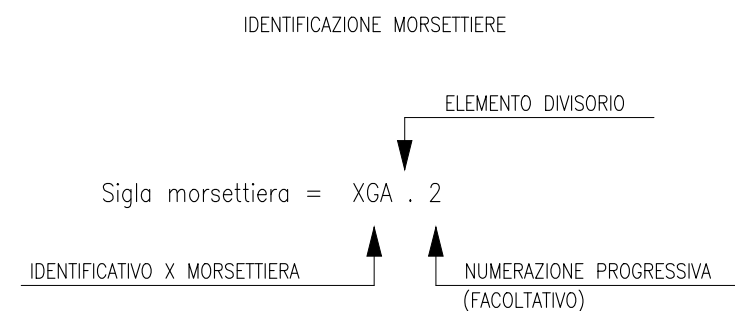 IDENTIFICAZIONE MORSETTIERE
ELEMENTO DIVISORIO
Sigla morsettiera = XGA . 2
IDENTIFICATIVO X MORSETTIERA
NUMERAZIONE PROGRESSIVA
(FACOLTATIVO)